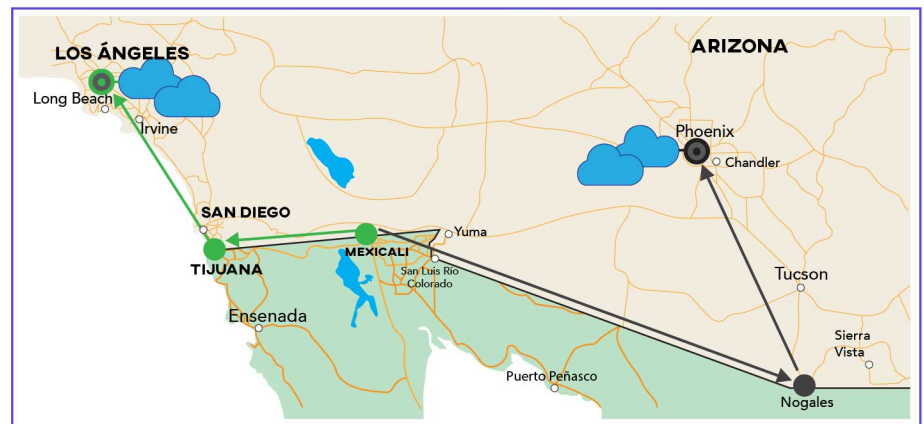 LOS ÁNGELES
ARIZONA
Long Beach
Irvine
Phoenix
Chandler
SAN DIEGO
Yuma
TIJUANA
MEXICALI
San Luis Río
Colorado
Tucson
Ensenada
Sierra
Vista
Puerto Peñasco
Nogales